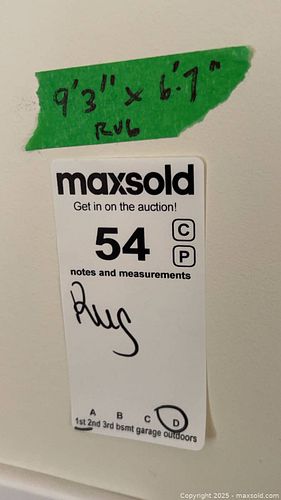 9'3" x 6'7"
RUG
maxsold
Get in on the auction!
54 C
P
notes and measurements
Rug
A B C D
1st 2nd 3rd bsmt garage outdoors
Copyright 2025 - maxsold.com